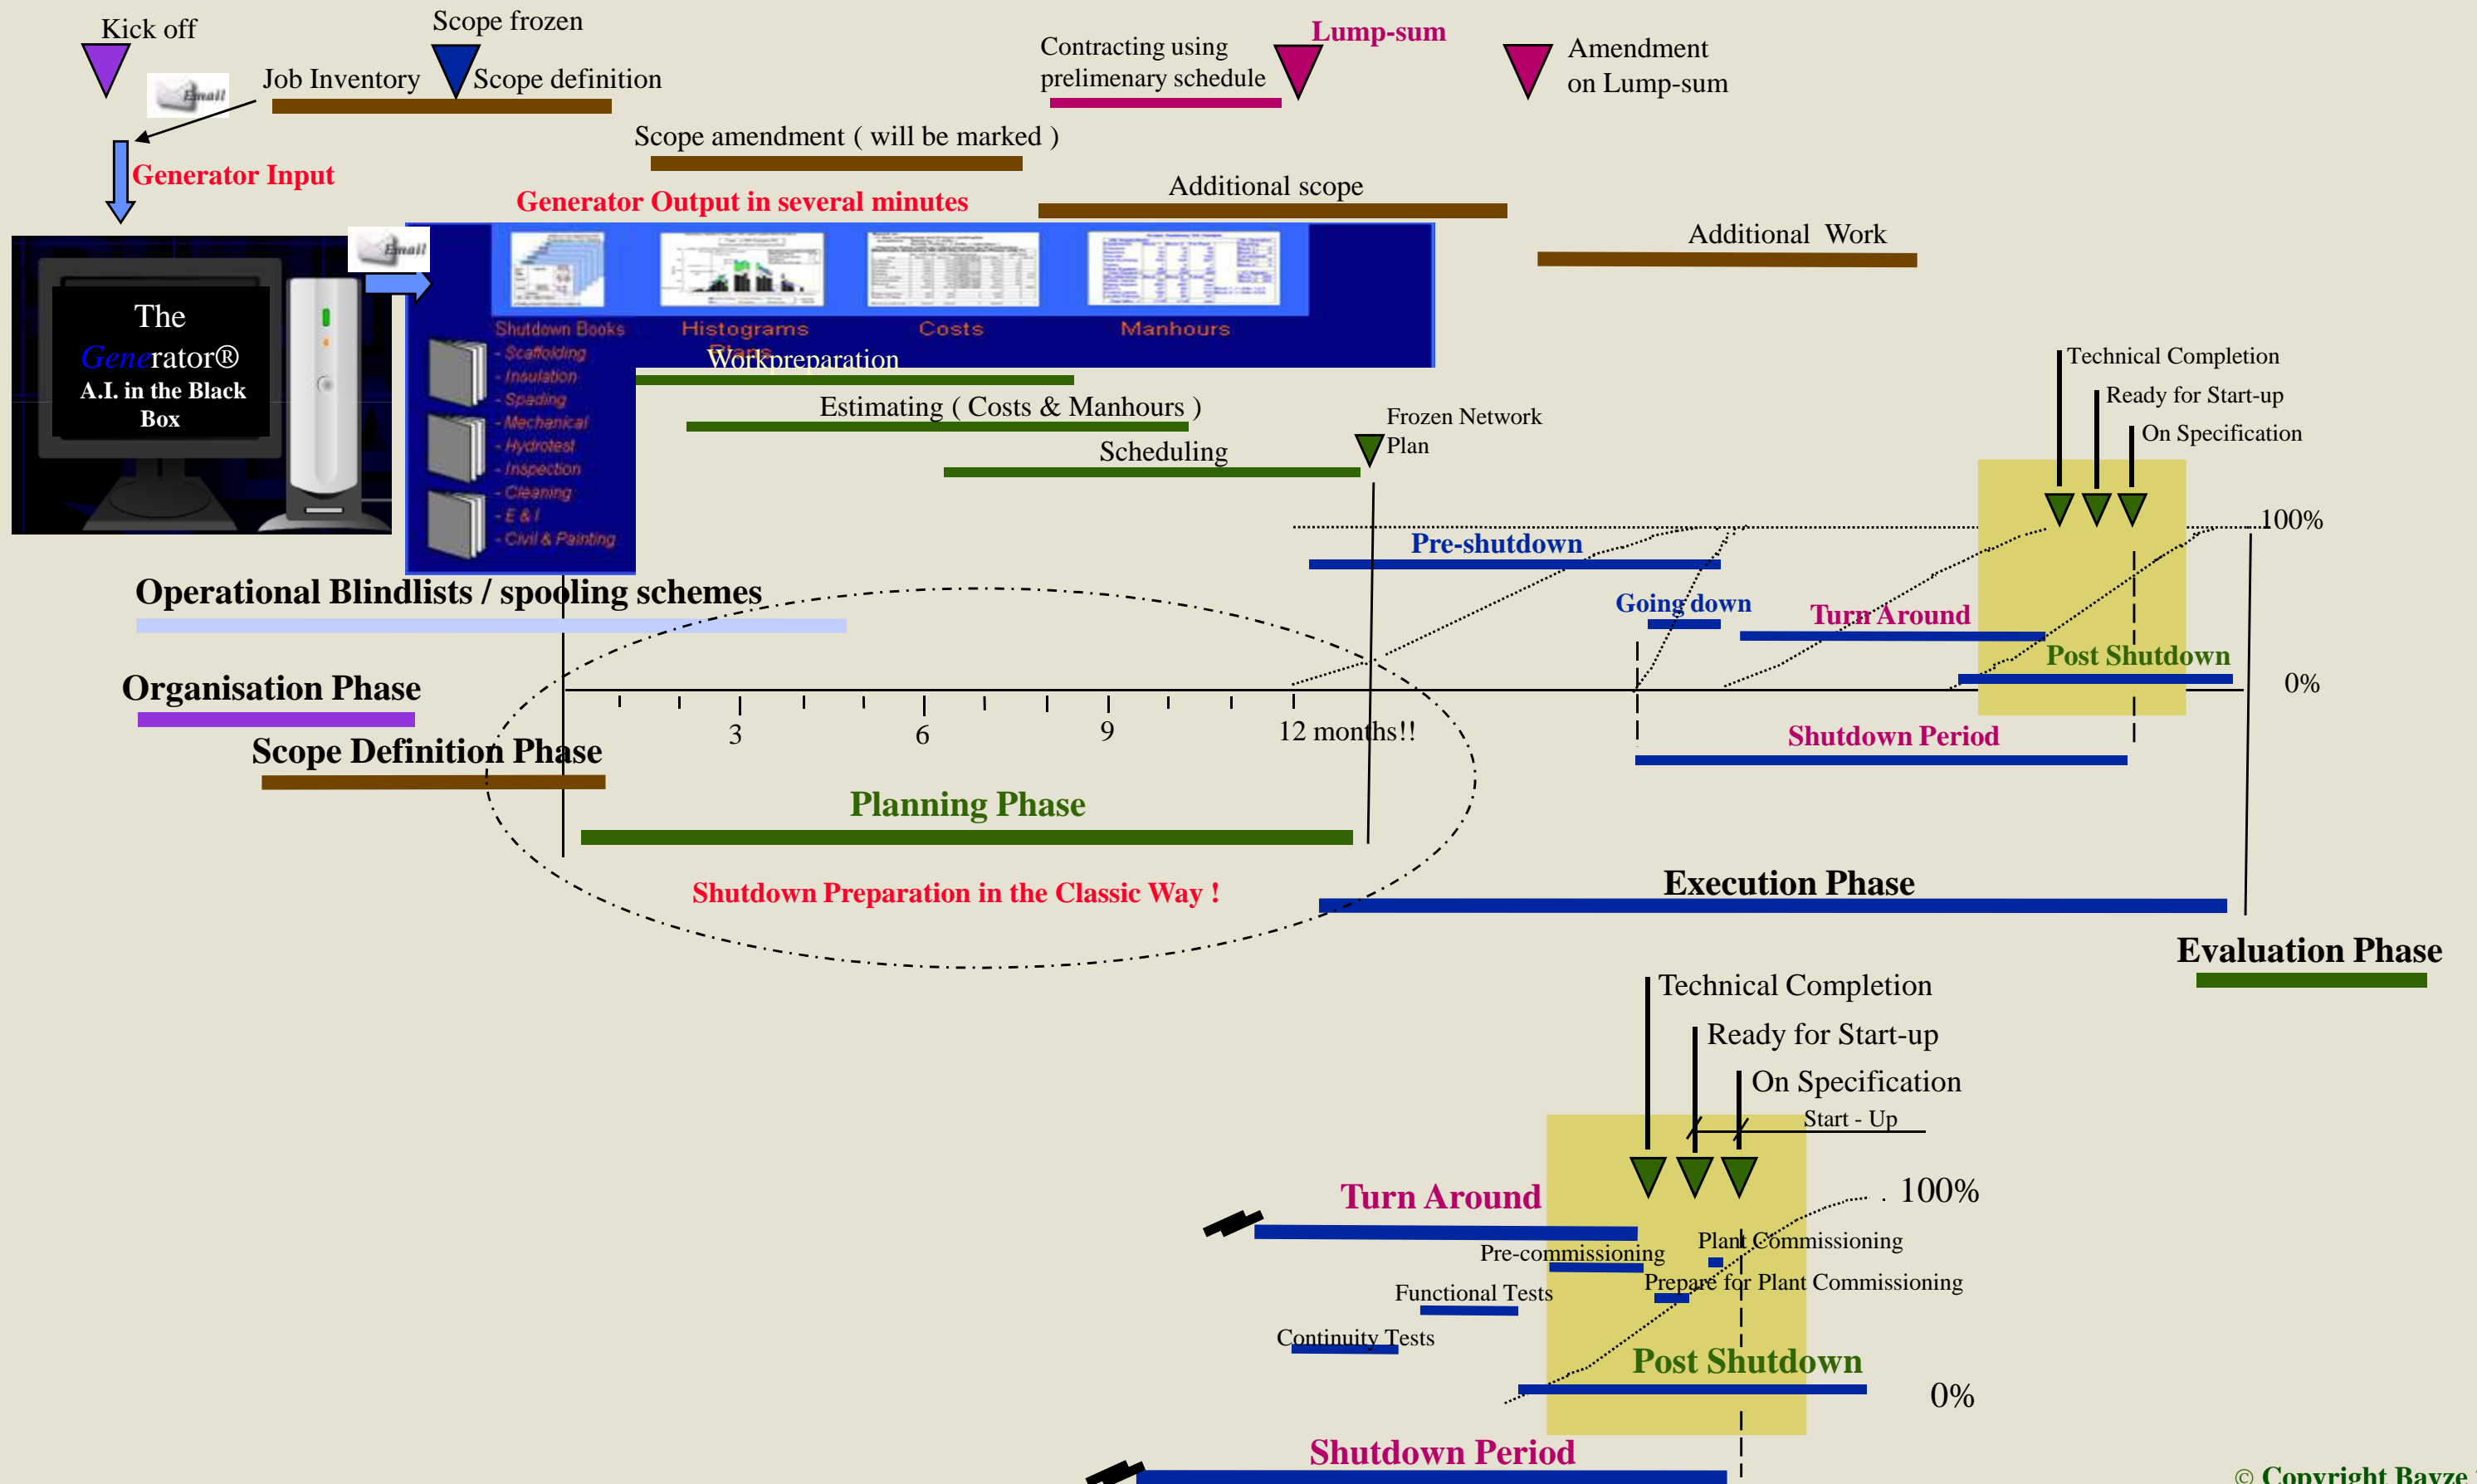 Kick off
Scope frozen
Job Inventory
Scope definition
Email
Contracting using
prelimenary schedule
Lump-sum
Amendment
on Lump-sum
Scope amendment ( will be marked )
Generator Input
Generator Output in several minutes
Additional scope
Additional Work
Email
The
Generator®
A.I. in the Black
Box
Shutdown Books
Histograms
Plans
Costs
Manhours
- Scaffolding
- Insulation
- Spading
- Mechanical
- Hydrotest
- Inspection
- Cleaning
- E & I
- Civil & Painting
Workpreparation
Estimating ( Costs & Manhours )
Scheduling
Frozen Network
Plan
Technical Completion
Ready for Start-up
On Specification
100%
Pre-shutdown
Going down
Turn Around
Post Shutdown
0%
Operational Blindlists / spooling schemes
Organisation Phase
3
6
9
12 months!!
Shutdown Period
Scope Definition Phase
Planning Phase
Shutdown Preparation in the Classic Way !
Execution Phase
Evaluation Phase
Technical Completion
Ready for Start-up
On Specification
Start - Up
Turn Around
100%
Plant Commissioning
Pre-commissioning
Prepare for Plant Commissioning
Functional Tests
Continuity Tests
Post Shutdown
0%
Shutdown Period
© Copyright Bayze